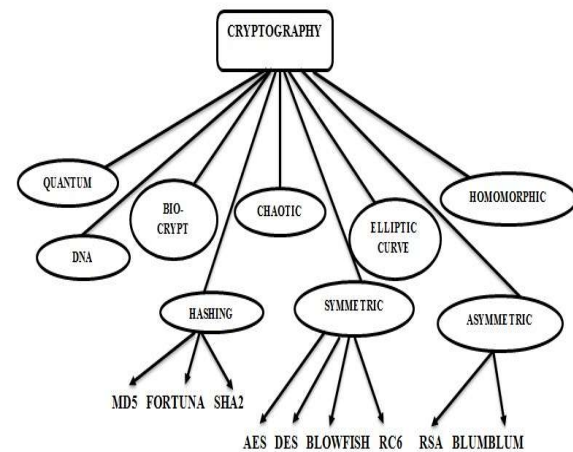 CRYPTOGRAPHY
QUANTUM
DNA
BIO-
CRYPT
CHAOTIC
ELLIPTIC
CURVE
HOMOMORPHIC
HASHING
SYMMETRIC
ASYMMETRIC
MD5 FORTUNA SHA2
AES DES BLOWFISH RC6 RSA BLUMBLUM